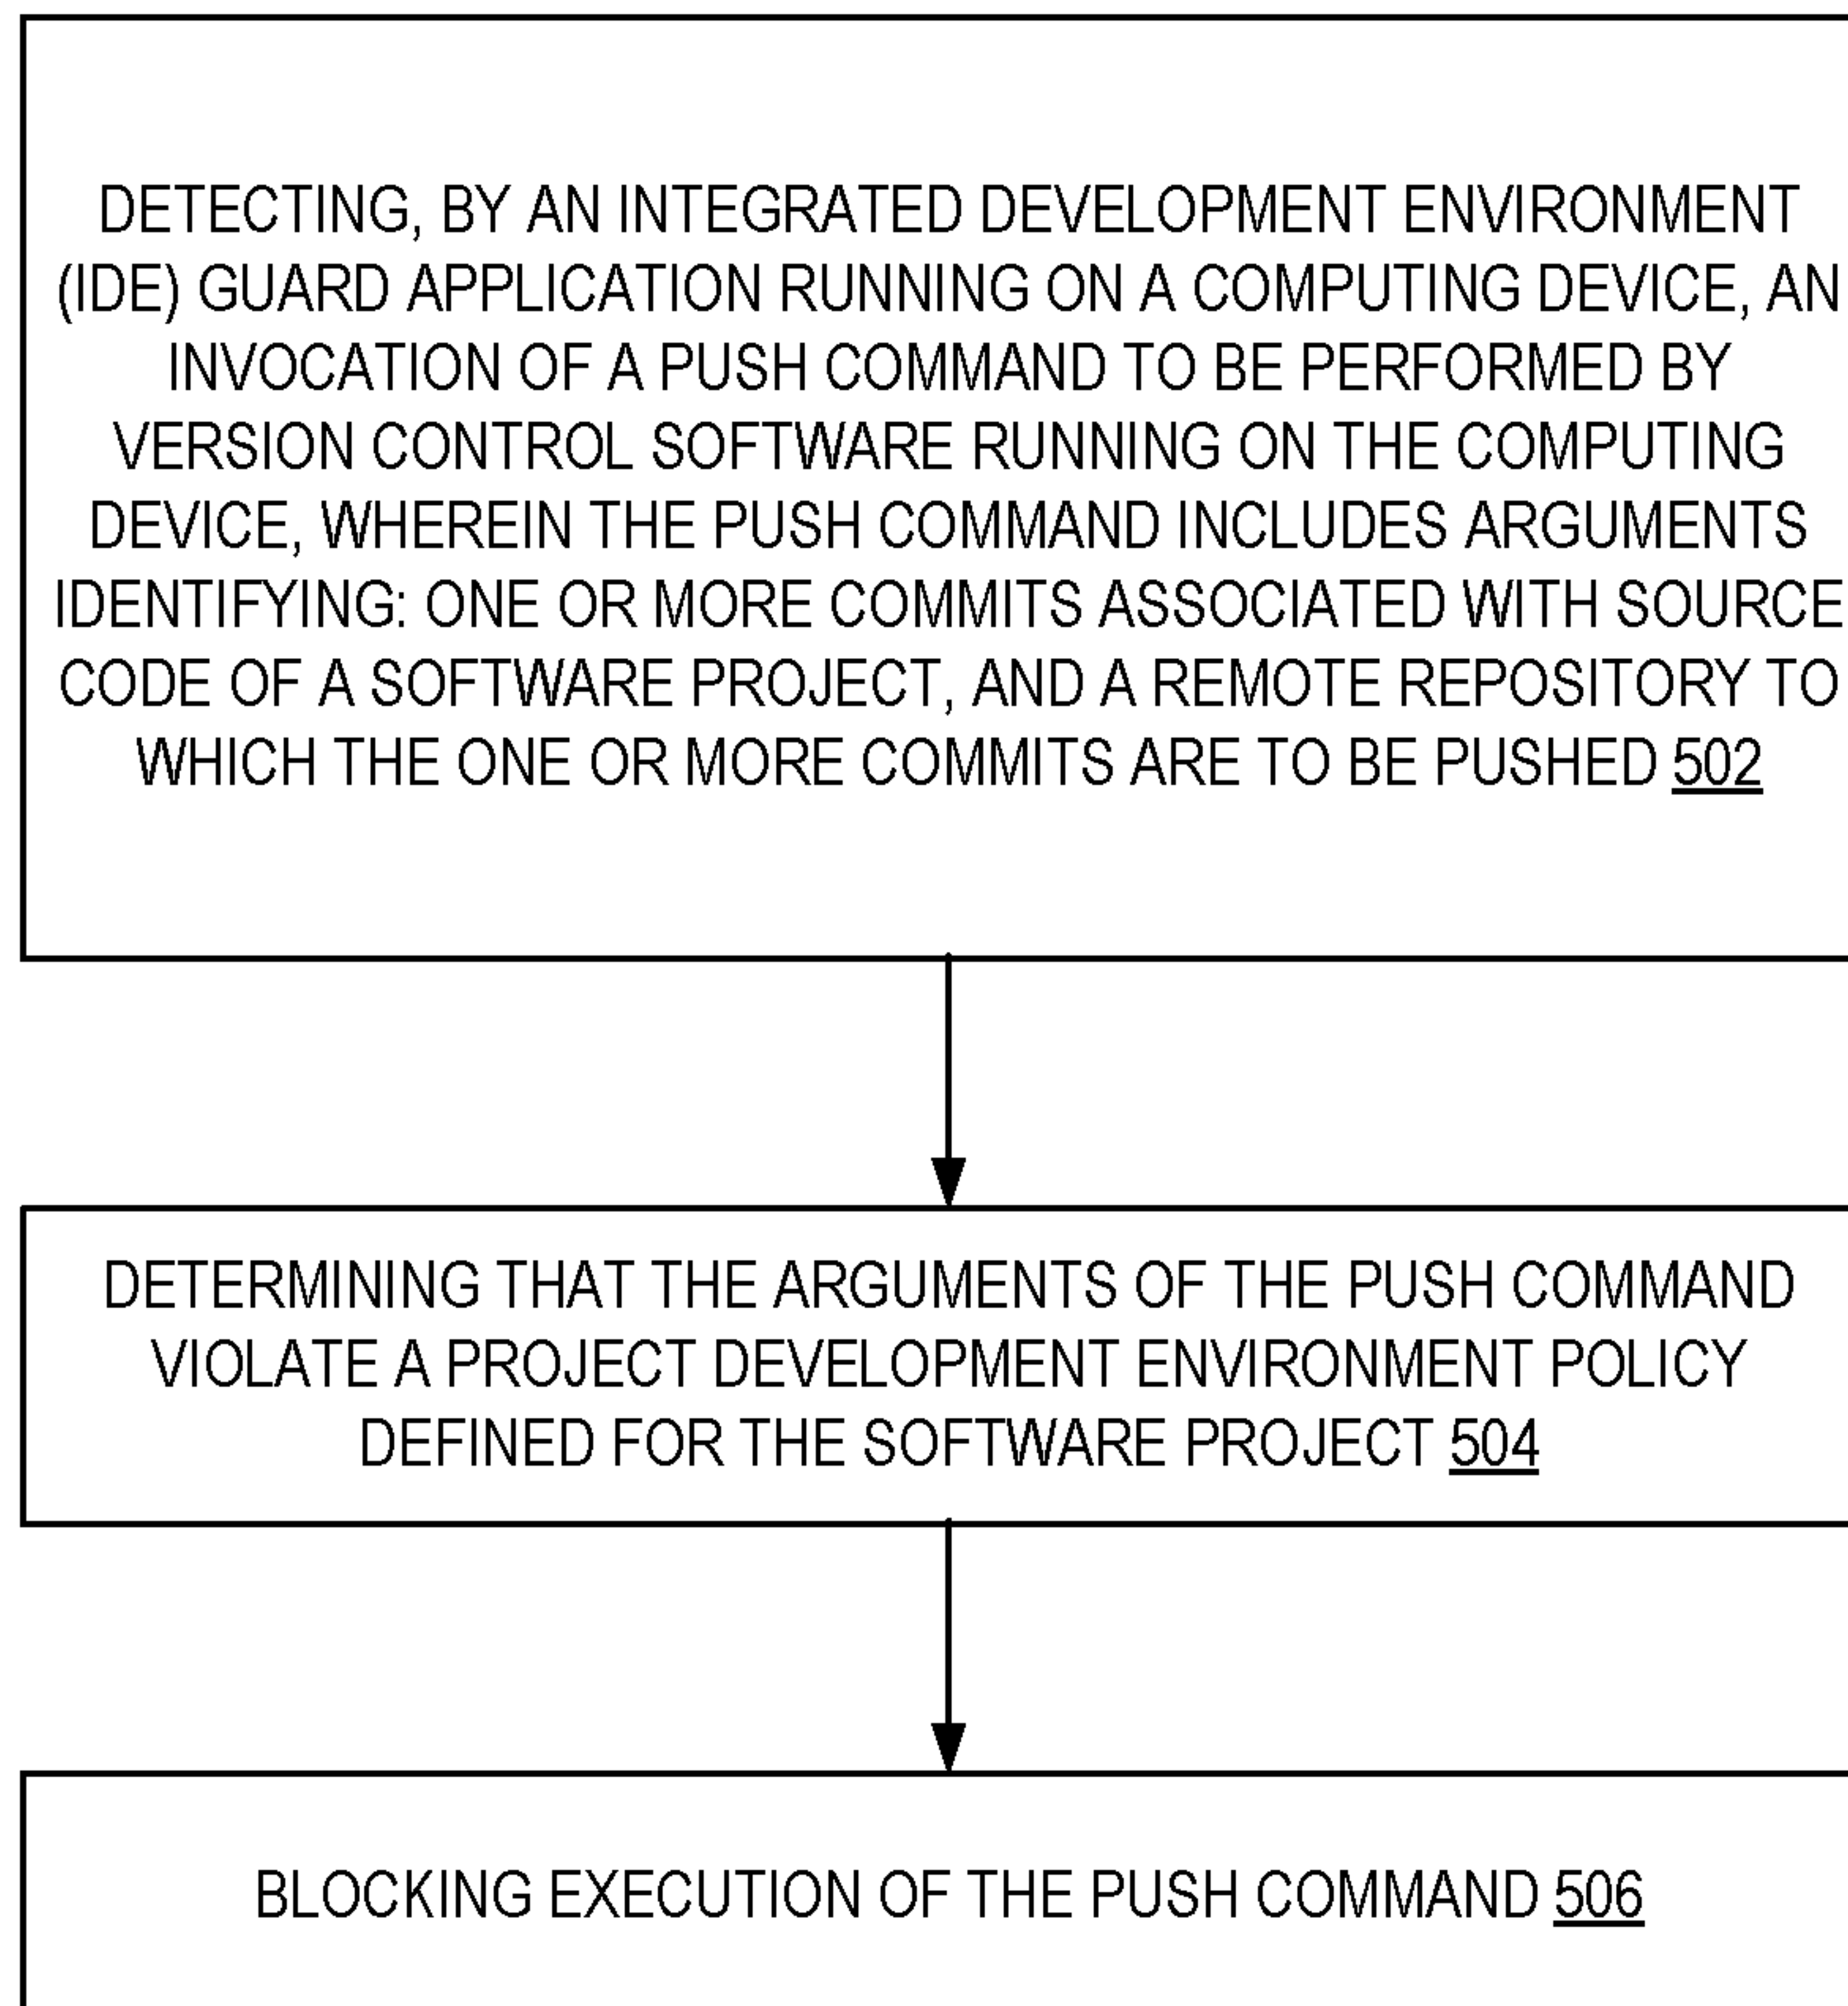 DETECTING, BY AN INTEGRATED DEVELOPMENT ENVIRONMENT
(IDE) GUARD APPLICATION RUNNING ON A COMPUTING DEVICE, AN
INVOCATION OF A PUSH COMMAND TO BE PERFORMED BY
VERSION CONTROL SOFTWARE RUNNING ON THE COMPUTING
DEVICE, WHEREIN THE PUSH COMMAND INCLUDES ARGUMENTS
IDENTIFYING: ONE OR MORE COMMITS ASSOCIATED WITH SOURCE
CODE OF A SOFTWARE PROJECT, AND A REMOTE REPOSITORY TO
WHICH THE ONE OR MORE COMMITS ARE TO BE PUSHED 502
DETERMINING THAT THE ARGUMENTS OF THE PUSH COMMAND
VIOLATE A PROJECT DEVELOPMENT ENVIRONMENT POLICY
DEFINED FOR THE SOFTWARE PROJECT 504
BLOCKING EXECUTION OF THE PUSH COMMAND 506